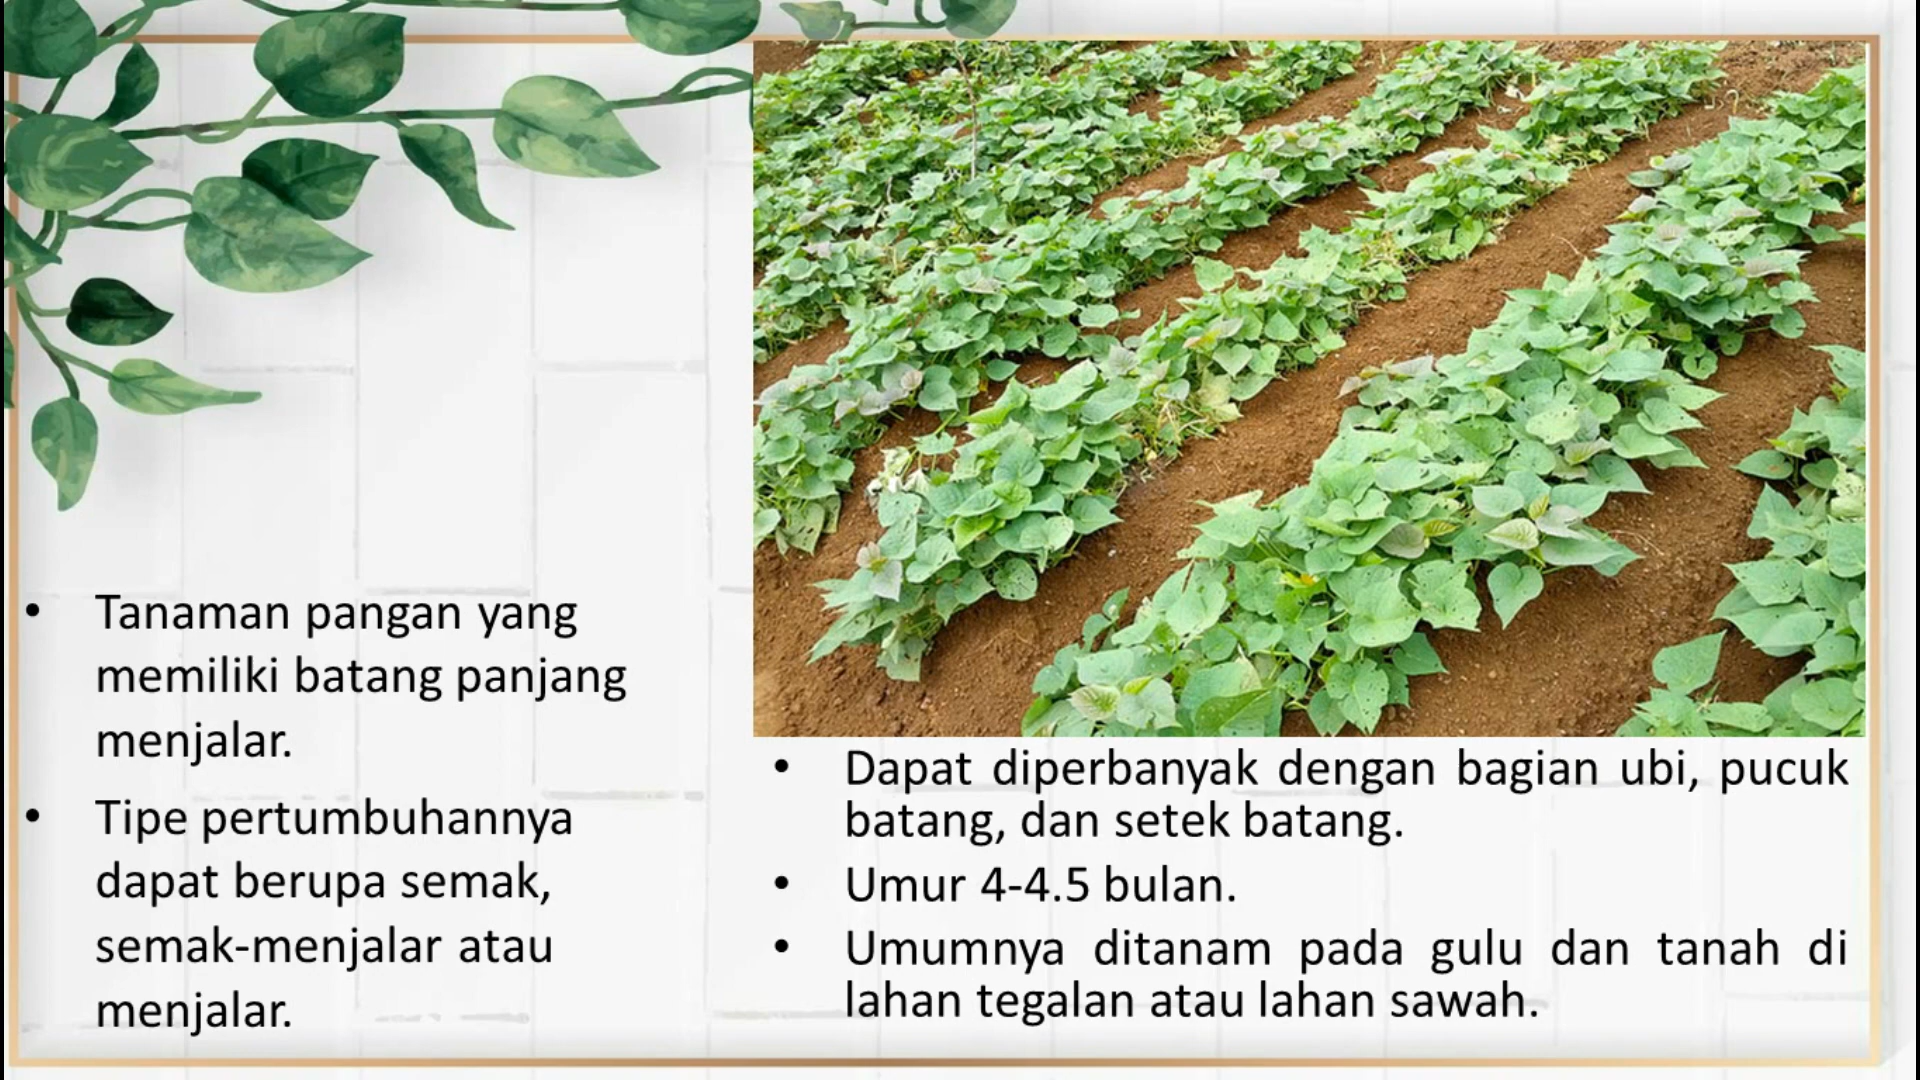 • Tanaman pangan yang
memiliki batang panjang
menjalar.
• Tipe pertumbuhannya
dapat berupa semak,
semak-menjalar atau
menjalar.
• Dapat diperbanyak dengan bagian ubi, pucuk
batang, dan setek batang.
• Umur 4-4.5 bulan.
• Umumnya ditanam pada gulu dan tanah di
lahan tegalan atau lahan sawah.